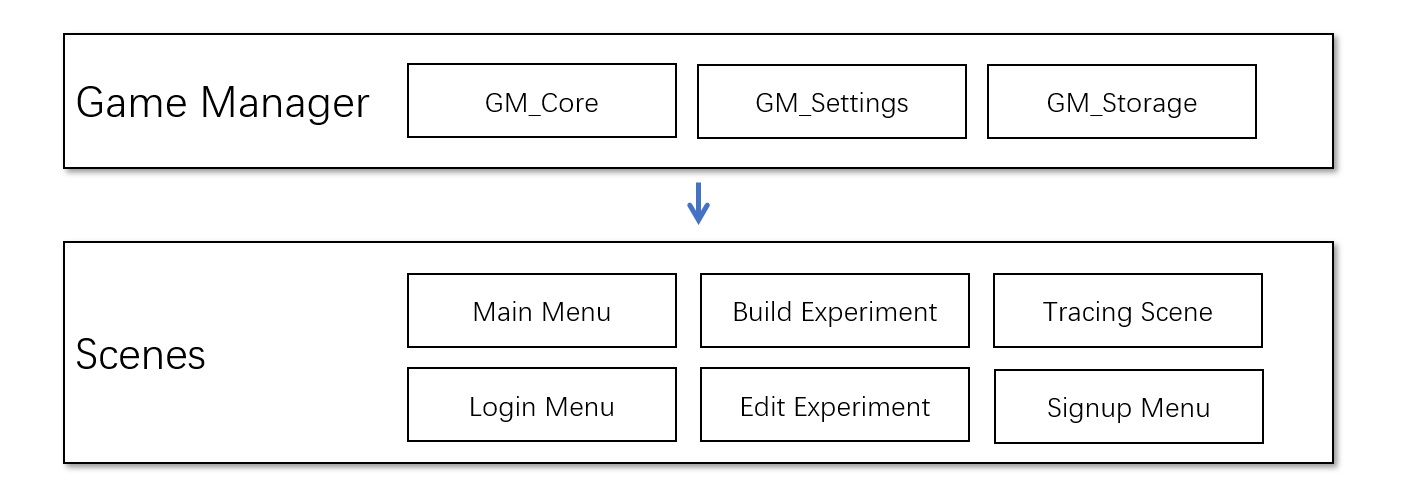 Game Manager
GM_Core
GM_Settings
GM_Storage
Scenes
Main Menu
Build Experiment
Tracing Scene
Login Menu
Edit Experiment
Signup Menu